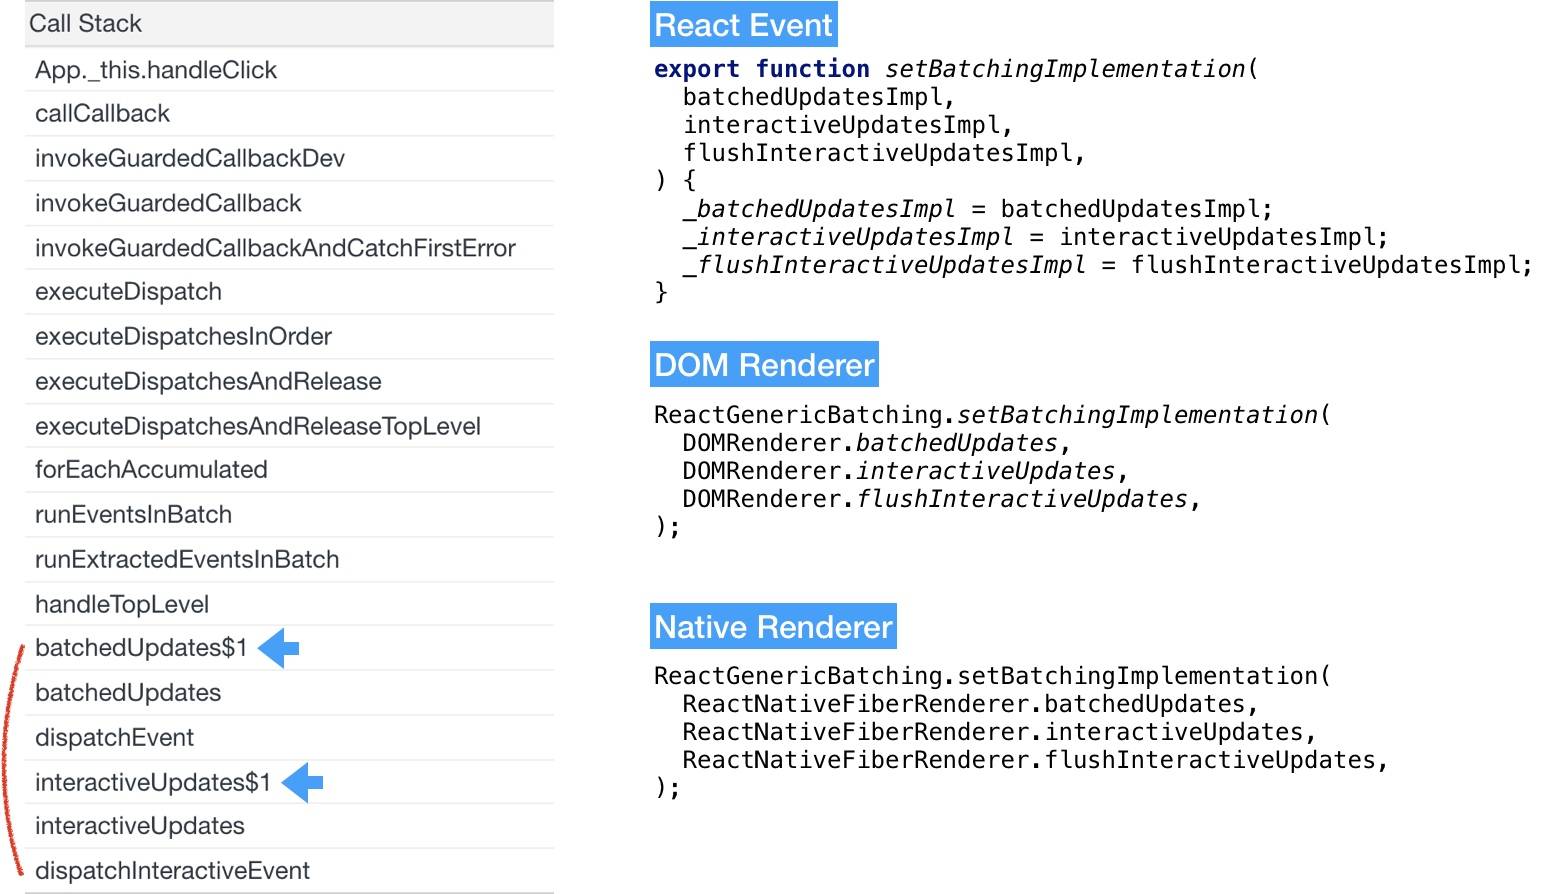 Call Stack
App._this.handleClick
callCallback
invokeGuardedCallbackDev
invokeGuardedCallback
invokeGuardedCallbackAndCatchFirstError
executeDispatch
executeDispatchesInOrder
executeDispatchesAndRelease
executeDispatchesAndReleaseTopLevel
forEachAccumulated
runEventsInBatch
runExtractedEventsInBatch
handleTopLevel
batchedUpdates$1
batchedUpdates
dispatchEvent
interactiveUpdates$1
interactiveUpdates
dispatchInteractiveEvent
React Event
export function setBatchingImplementation(
  batchedUpdatesImpl,
  interactiveUpdatesImpl,
  flushInteractiveUpdatesImpl,
) {
  _batchedUpdatesImpl = batchedUpdatesImpl;
  _interactiveUpdatesImpl = interactiveUpdatesImpl;
  _flushInteractiveUpdatesImpl = flushInteractiveUpdatesImpl;
}
DOM Renderer
ReactGenericBatching.setBatchingImplementation(
  DOMRenderer.batchedUpdates,
  DOMRenderer.interactiveUpdates,
  DOMRenderer.flushInteractiveUpdates,
);
Native Renderer
ReactGenericBatching.setBatchingImplementation(
  ReactNativeFiberRenderer.batchedUpdates,
  ReactNativeFiberRenderer.interactiveUpdates,
  ReactNativeFiberRenderer.flushInteractiveUpdates,
);